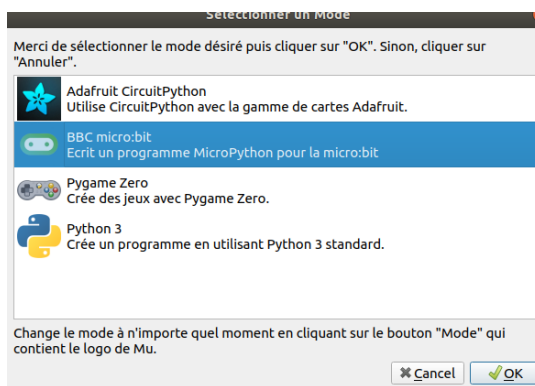 Sélectionner un Mode
Merci de sélectionner le mode désiré puis cliquer sur "OK". Sinon, cliquer sur
"Annuler".
Adafruit CircuitPython
Utilise CircuitPython avec la gamme de cartes Adafruit.
BBC micro:bit
Ecrit un programme MicroPython pour la micro:bit
Pygame Zero
Crée des jeux avec Pygame Zero.
Python 3
Crée un programme en utilisant Python 3 standard.
Change le mode à n'importe quel moment en cliquant sur le bouton "Mode" qui
contient le logo de Mu.
Cancel
OK